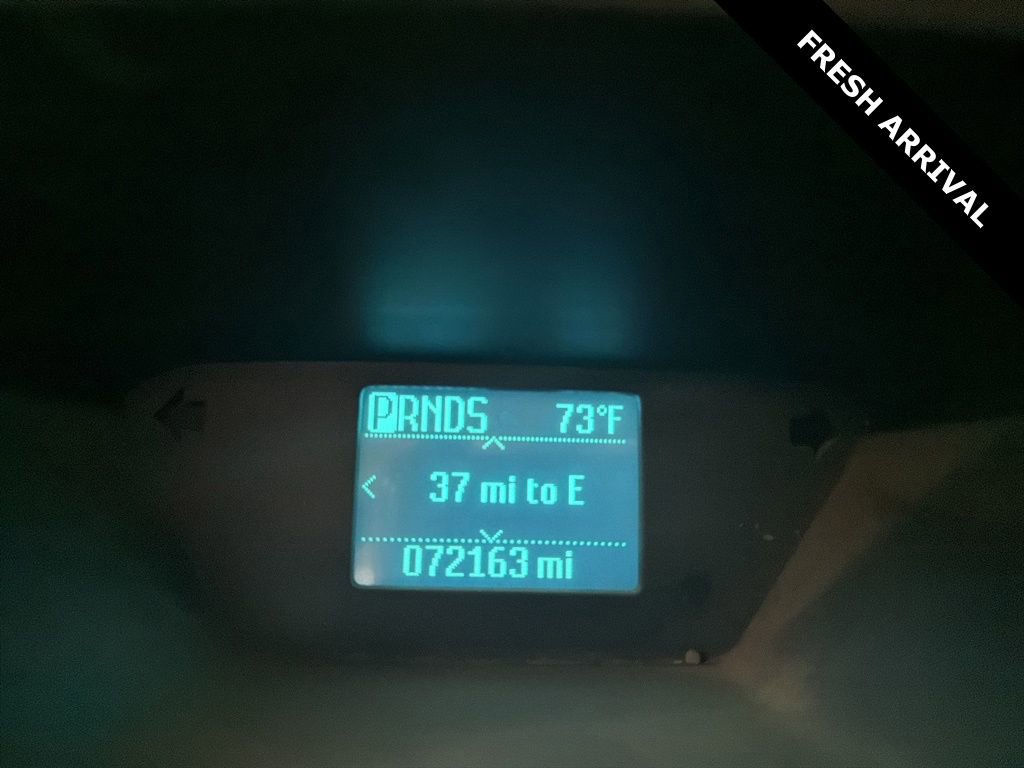 FRESH ARRIVAL
PRNDS 73°F
37 mi to E
072163 mi